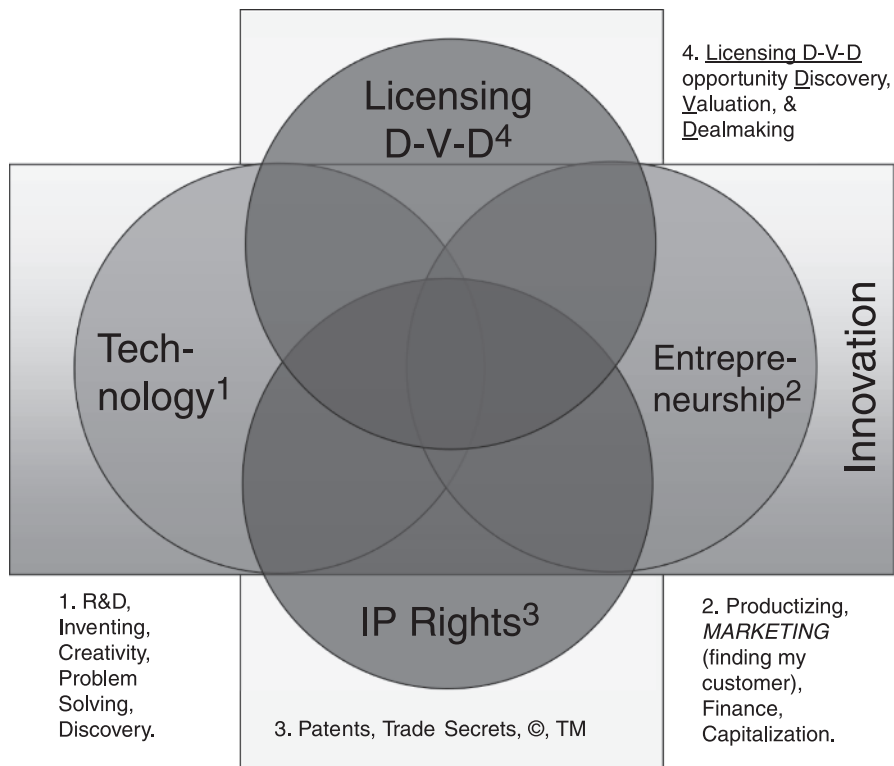 4. Licensing D-V-D
opportunity Discovery,
Valuation, &
Dealmaking
Licensing
D-V-D4
Tech-
nology1
Entrepre-
neurship2
Innovation
IP Rights3
1. R&D,
Inventing,
Creativity,
Problem
Solving,
Discovery.
2. Productizing,
MARKETING
(finding my
customer),
Finance,
Capitalization.
3. Patents, Trade Secrets, ©, TM